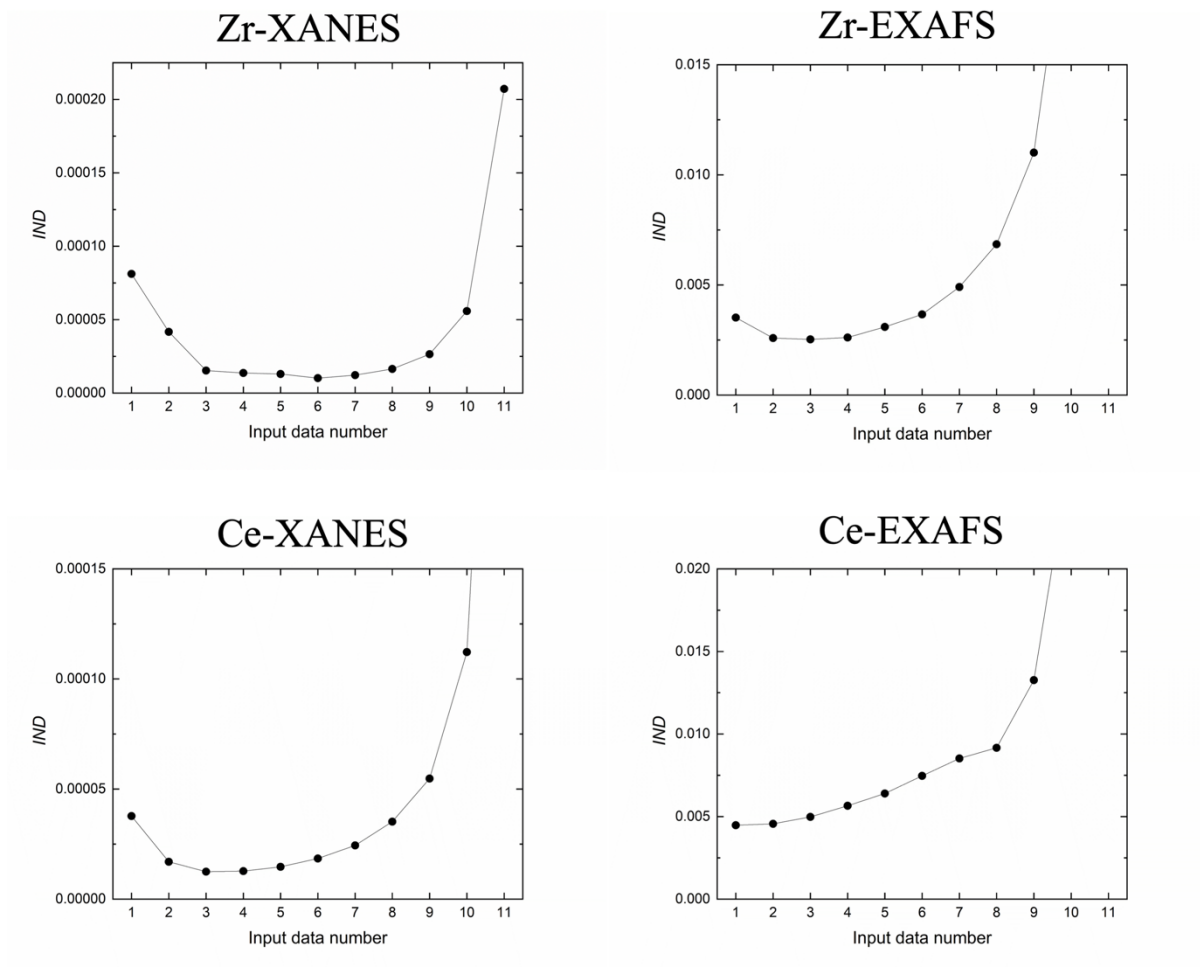 Zr-XANES
0.00020
0.00015
0.00010
0.00005
0.00000
IND
1 2 3 4 5 6 7 8 9 10 11
Input data number
Zr-EXAFS
0.015
0.010
0.005
0.000
IND
1 2 3 4 5 6 7 8 9 10 11
Input data number
Ce-XANES
0.00015
0.00010
0.00005
0.00000
IND
1 2 3 4 5 6 7 8 9 10 11
Input data number
Ce-EXAFS
0.020
0.015
0.010
0.005
0.000
IND
1 2 3 4 5 6 7 8 9 10 11
Input data number